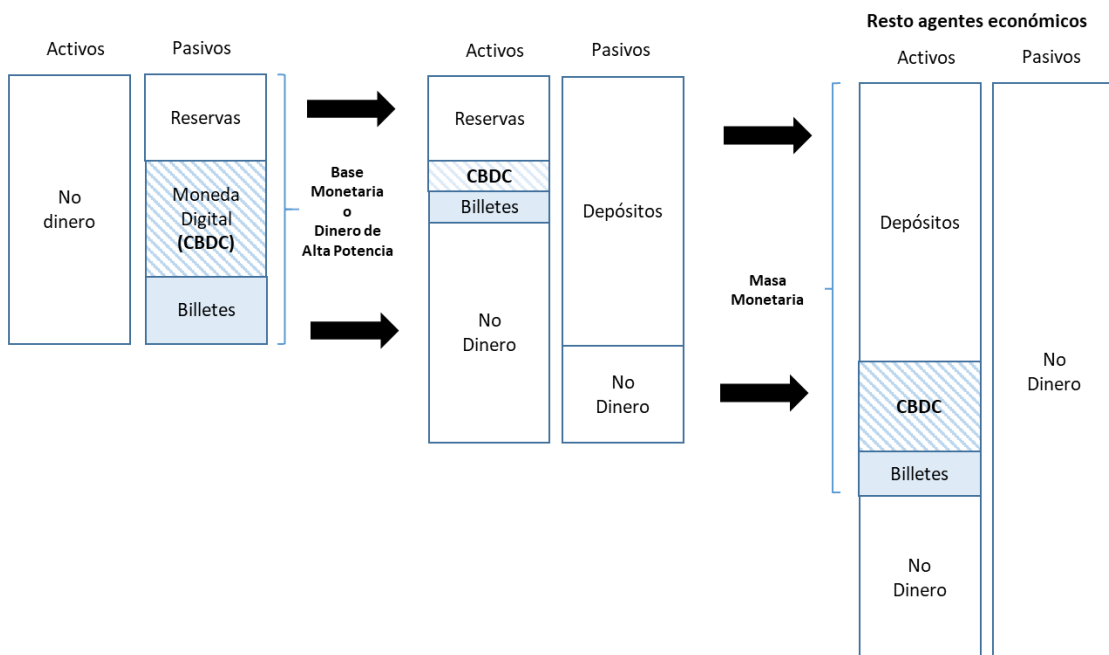 Resto agentes económicos
Activos
Pasivos
Activos
Pasivos
Activos
Pasivos
No
dinero
Reservas
Moneda
Digital
(CBDC)
Billetes
Base
Monetaria
o
Dinero de
Alta Potencia
Reservas
CBDC
Billetes
No
Dinero
Depósitos
No
Dinero
Masa
Monetaria
Depósitos
CBDC
Billetes
No
Dinero
No
Dinero